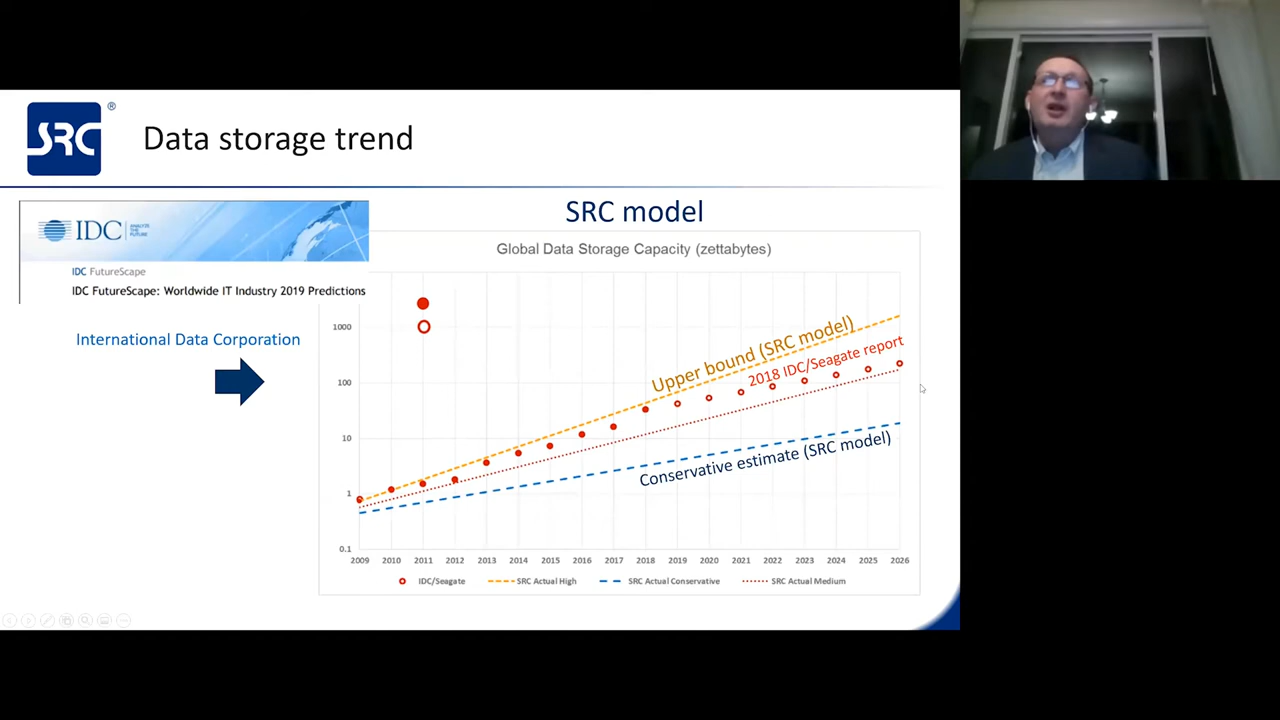 SRC ®
Data storage trend
IDC ANALYZE THE FUTURE
IDC FutureScape
IDC FutureScape: Worldwide IT Industry 2019 Predictions
International Data Corporation
SRC model
Global Data Storage Capacity (zettabytes)
1000
100
10
1
0.1
Upper bound (SRC model)
2018 IDC/Seagate report
Conservative estimate (SRC model)
2009 2010 2011 2012 2013 2014 2015 2016 2017 2018 2019 2020 2021 2022 2023 2024 2025 2026
IDC/Seagate SRC Actual High SRC Actual Conservative SRC Actual Medium